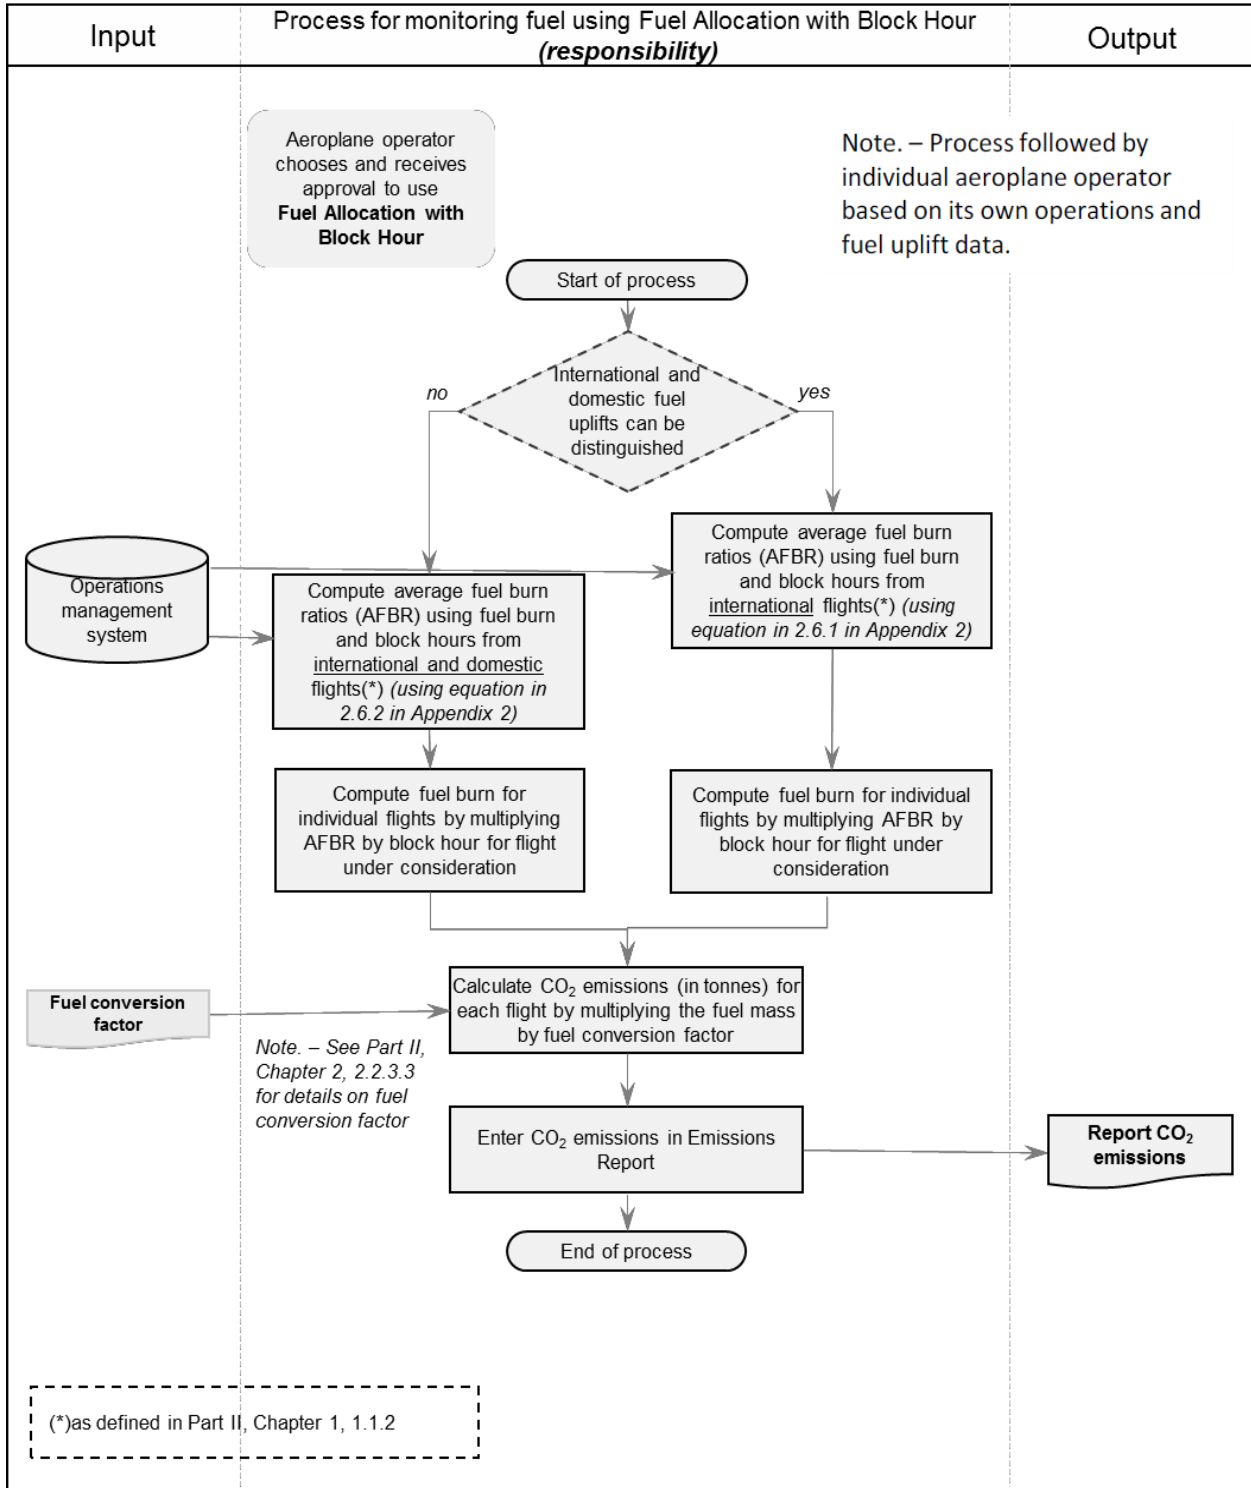 Input
Process for monitoring fuel using Fuel Allocation with Block Hour
(responsibility)
Output
Aeroplane operator
chooses and receives
approval to use
Fuel Allocation with
Block Hour
Note. – Process followed by
individual aeroplane operator
based on its own operations and
fuel uplift data.
Start of process
International and
domestic fuel
uplifts can be
distinguished
no
yes
Operations
management
system
Compute average fuel burn
ratios (AFBR) using fuel burn
and block hours from
international flights(*) (using
equation in 2.6.1 in Appendix 2)
Compute average fuel burn
ratios (AFBR) using fuel burn
and block hours from
international and domestic
flights(*) (using equation in
2.6.2 in Appendix 2)
Compute fuel burn for
individual flights by multiplying
AFBR by block hour for flight
under consideration
Compute fuel burn for individual
flights by multiplying AFBR by
block hour for flight under
consideration
Fuel conversion
factor
Calculate CO₂ emissions (in tonnes) for
each flight by multiplying the fuel mass
by fuel conversion factor
Note. – See Part II,
Chapter 2, 2.2.3.3
for details on fuel
conversion factor
Enter CO₂ emissions in Emissions
Report
Report CO₂
emissions
End of process
(*)as defined in Part II, Chapter 1, 1.1.2